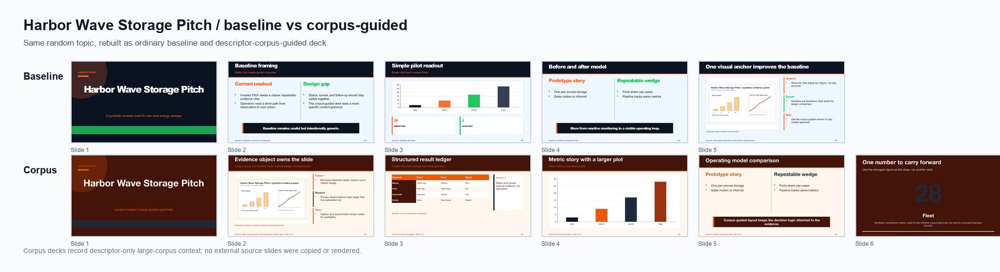 Harbor Wave Storage Pitch / baseline vs corpus-guided
Same random topic, rebuilt as ordinary baseline and descriptor-corpus-guided deck.
Baseline
LAUNCH STORY
Harbor Wave Storage Pitch
A synthetic investor brief for pier-side energy storage
Slide 1
Baseline framing
Useful, but mostly generic structure
Current readout
Investor Pitch needs a clearer repeatable
evidence view.
Operators need a short path from
observation to next action.
Design gap
Status, caveat, and follow-up should stay
visible together.
The corpus-guided deck tests a more
specific content grammar.
Baseline remains useful but intentionally generic.
Sources: Synthetic scenario for comparison
2/5
Slide 2
Simple pilot readout
Single chart plus compact facts
30
25
20
15
10
5
0
Pilot
Port A
Port B
Fleet
28
highest index
3
lowest index
Sources: Synthetic pilot table
3/5
Slide 3
Before and after model
Prototype story
One pier proves storage
Sales motion is informal
Repeatable wedge
Ports share use cases
Pipeline tracks same metrics
Move from reactive monitoring to a visible operating loop.
Sources: Synthetic comparison brief
4/5
Slide 4
One visual anchor improves the baseline
Harbor Wave Storage Pitch / synthetic evidence panel
Pilot traction
Panel B: pilot signal trend
Readout
Show the main signal as a figure, not only
as prose.
Caveat
Numbers are illustrative; deck exists for
design comparison.
Next
Use the corpus-guided version to vary
content grammar.
Locally generated synthetic evidence panel
Sources: Generated locally from deterministic synthetic data
5/5
Slide 5
Corpus
LAUNCH STORY
Harbor Wave Storage Pitch
sunset-investor corpus-guided grammar
Slide 1
Evidence object owns the slide
Large-corpus cue: traction curve, market wedge, unit economics
Harbor Wave Storage Pitch / synthetic evidence panel
Pilot traction
Panel B: pilot signal trend
Pattern
Borrowed treatment labels: traction curve,
market wedge.
Readout
Primary visual evidence stays larger than
the explanation rail.
Trace
Caption and source footer remain visible
for auditability.
Synthetic local figure; included to test figure-first slide grammar.
Sources: Large corpus descriptor route; Generated synthetic figure · Refs: LC-v1
2/6
Slide 2
Structured result ledger
A table-first slide changes the body grammar
Segment Buyer Need Signal
Marina Harbor ops Backup Pilot
Ferry Fleet mgr Peak shave LOI
Cold chain Dock ops Uptime Trial
Events Venue Quiet power Repeat
READOUT
Status and caveat
scan as evidence, not
decoration.
Synthetic rows for slide-layout comparison.
Sources: Synthetic pilot ledger · Refs: LC-v1
3/6
Slide 3
Metric story with a larger plot
Same metrics, less label clutter
30
25
20
15
10
5
0
Pilot
Port A
Port B
Fleet
Sources: Synthetic pilot metrics · Refs: LC-v1
4/6
Slide 4
Operating model comparison
Prototype story
One pier proves storage
Sales motion is informal
Repeatable wedge
Ports share use cases
Pipeline tracks same metrics
Corpus-guided layout keeps the decision logic attached to the
evidence.
Sources: Synthetic comparison brief · Refs: LC-v1
5/6
Slide 5
One number to carry forward
Use the strongest signal as the close, not another table
28
Fleet
Synthetic comparison metric; used to test whether corpus grammar can end on a focused decision
moment.
Slide 6
Corpus decks record descriptor-only large-corpus context; no external source slides were copied or rendered.